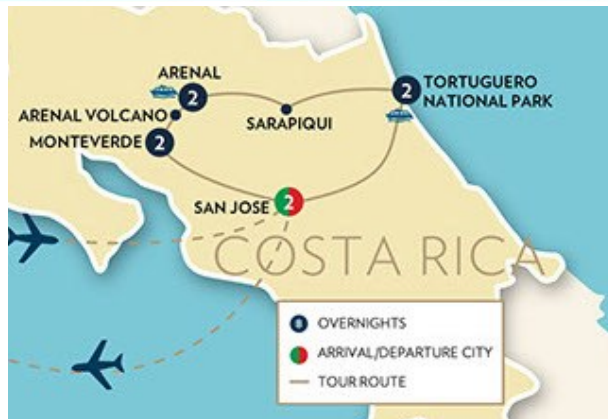 ARENAL
2
2
TORTUGUERO
NATIONAL PARK
ARENAL VOLCANO
SARAPIQUI
MONTEVERDE
2
SAN JOSE
2
COSTA RICA
8 OVERNIGHTS
ARRIVAL/DEPARTURE CITY
TOUR ROUTE